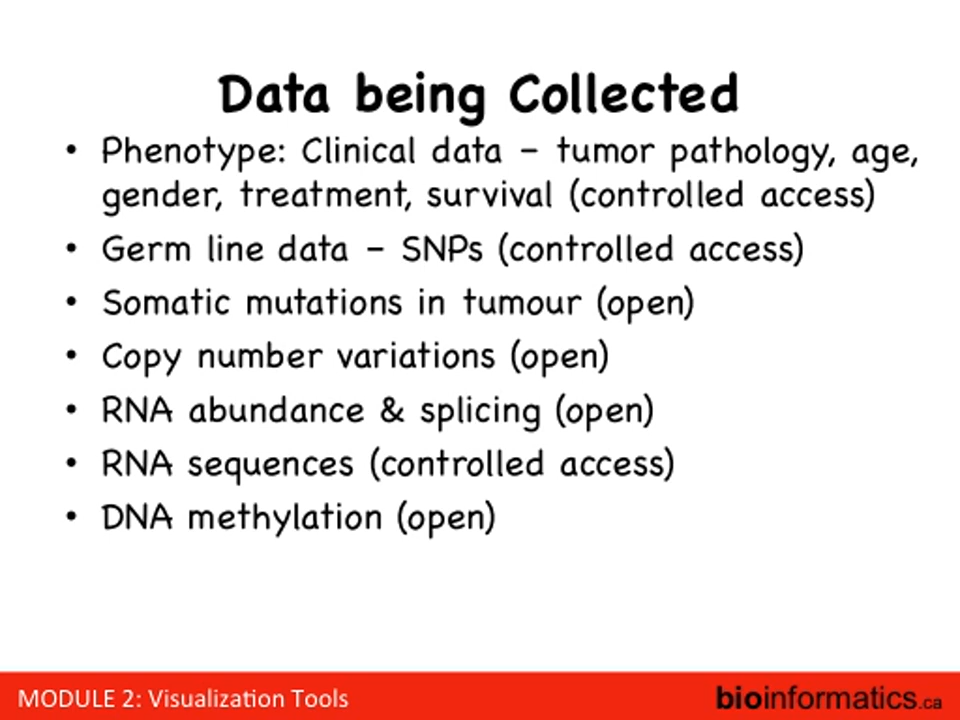 Data being Collected
• Phenotype: Clinical data – tumor pathology, age,
gender, treatment, survival (controlled access)
• Germ line data – SNPs (controlled access)
• Somatic mutations in tumour (open)
• Copy number variations (open)
• RNA abundance & splicing (open)
• RNA sequences (controlled access)
• DNA methylation (open)
MODULE 2: Visualization Tools
bioinformatics.ca